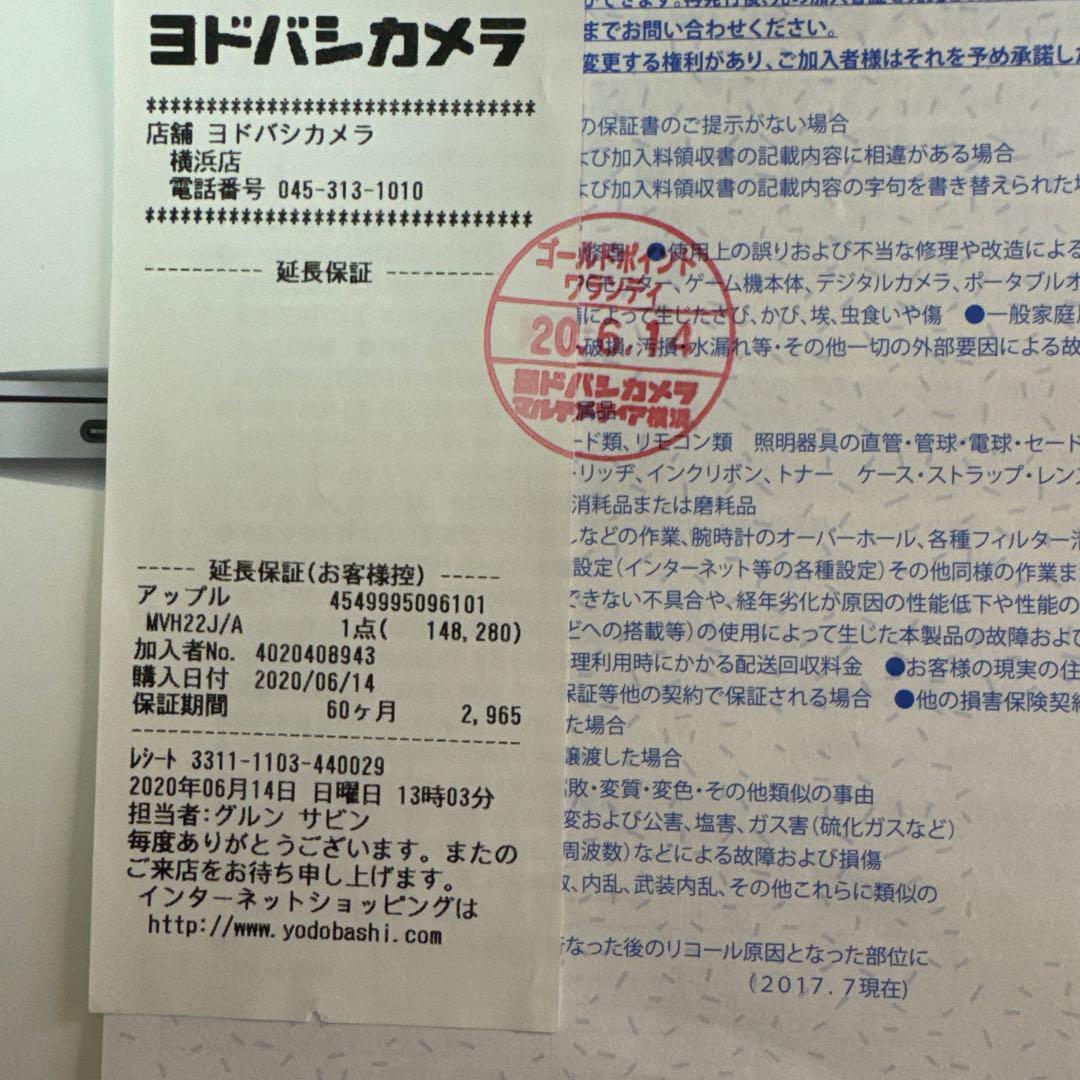 ヨドバシカメラ
*********************************
店舗 ヨドバシカメラ
横浜店
電話番号 045-313-1010
*********************************
----------- 延長保証 -----------
----- 延長保証(お客様控) -----
アップル 4549995096101
MVH22J/A 1点( 148,280)
加入者No. 4020408943
購入日付 2020/06/14
保証期間 60ヶ月 2,965
--------------------------------
ﾚｼｰﾄ 3311-1103-440029
2020年06月14日 日曜日 13時03分
担当者:グルン サビン
毎度ありがとうございます。またの
ご来店をお待ち申し上げます。
インターネットショッピングは
http://www.yodobashi.com
ゴールドポイント
ワランティ
20.6.14
ヨドバシカメラ
マルチメディア横浜
までお問い合わせください。
変更する権利があり、ご加入者様はそれを予め承諾した
の保証書のご提示がない場合
よび加入料領収書の記載内容に相違がある場合
よび加入料領収書の記載内容の字句を書き替えられた
修理 ●使用上の誤りおよび不当な修理や改造による
モニター、ゲーム機本体、デジタルカメラ、ポータブルオ
によって生じたさび、かび、埃、虫食いや傷 ●一般家庭
破損、汚損・水漏れ等・その他一切の外部要因による故
属品
ード類、リモコン類 照明器具の直管・管球・電球・セード
トリッヂ、インクリボン、トナー ケース・ストラップ・レン
消耗品または磨耗品
しなどの作業、腕時計のオーバーホール、各種フィルター
設定(インターネット等の各種設定)その他同様の作業ま
できない不具合や、経年劣化が原因の性能低下や性能の
どへの搭載等)の使用によって生じた本製品の故障およ
理利用時にかかる配送回収料金 ●お客様の現実の住
保証等他の契約で保証される場合 ●他の損害保険契
た場合
譲渡した場合
腐敗・変質・変色・その他類似の事由
変および公害、塩害、ガス害(硫化ガスなど)
周波数)などによる故障および損傷
、内乱、武装内乱、その他これらに類似の
なった後のリコール原因となった部位に
(2017.7現在)